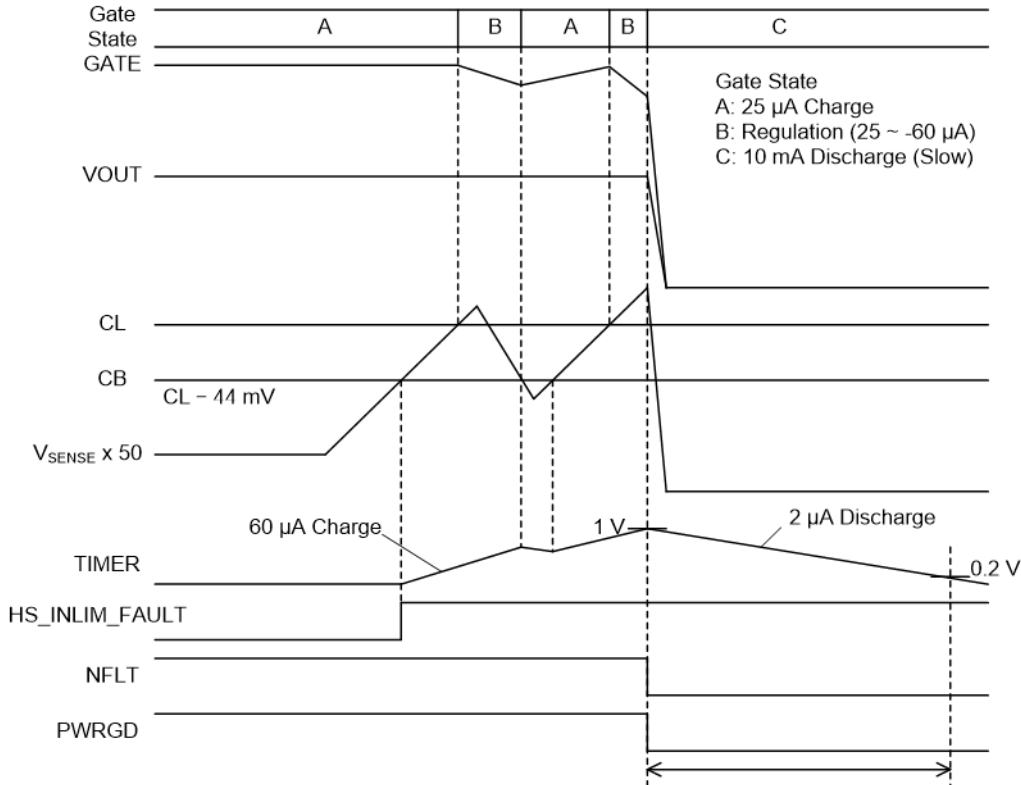 Gate
State
A
B
A
B
C
GATE
Gate State
A: 25 µA Charge
B: Regulation (25 ~ -60 µA)
C: 10 mA Discharge (Slow)
VOUT
CL
CB
CL − 44 mV
VSENSE x 50
60 µA Charge
1 V
2 µA Discharge
TIMER
0.2 V
HS_INLIM_FAULT
NFLT
PWRGD